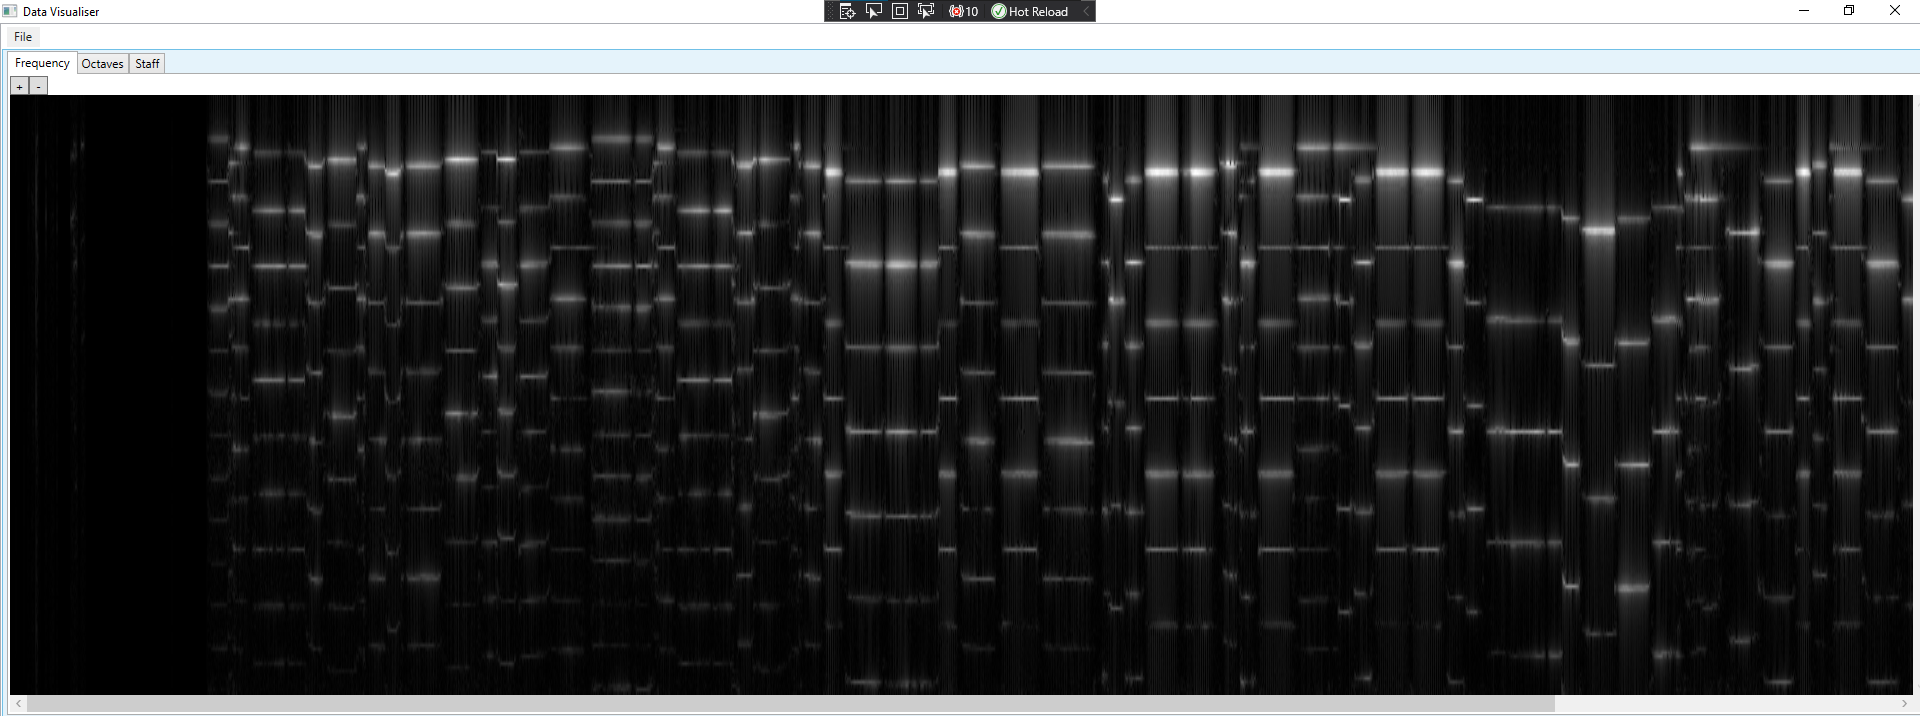 Data Visualiser
10 Hot Reload
File
Frequency Octaves Staff
+ -